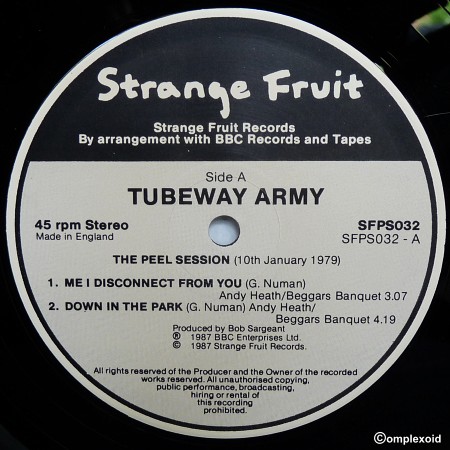 Strange Fruit
Strange Fruit Records
By arrangement with BBC Records and Tapes
Side A
TUBEWAY ARMY
45 rpm Stereo
Made in England
SFPS032
SFPS032 - A
THE PEEL SESSION (10th January 1979)
1. ME I DISCONNECT FROM YOU (G. Numan)
Andy Heath/Beggars Banquet 3.07
2. DOWN IN THE PARK (G. Numan) Andy Heath/
Beggars Banquet 4.19
Produced by Bob Sargeant
℗ 1987 BBC Enterprises Ltd.
© 1987 Strange Fruit Records.
All rights reserved of the Producer and the Owner of the recorded
works reserved. All unauthorised copying,
public performance, broadcasting,
hiring or rental of
this recording
prohibited.
©omplexoid